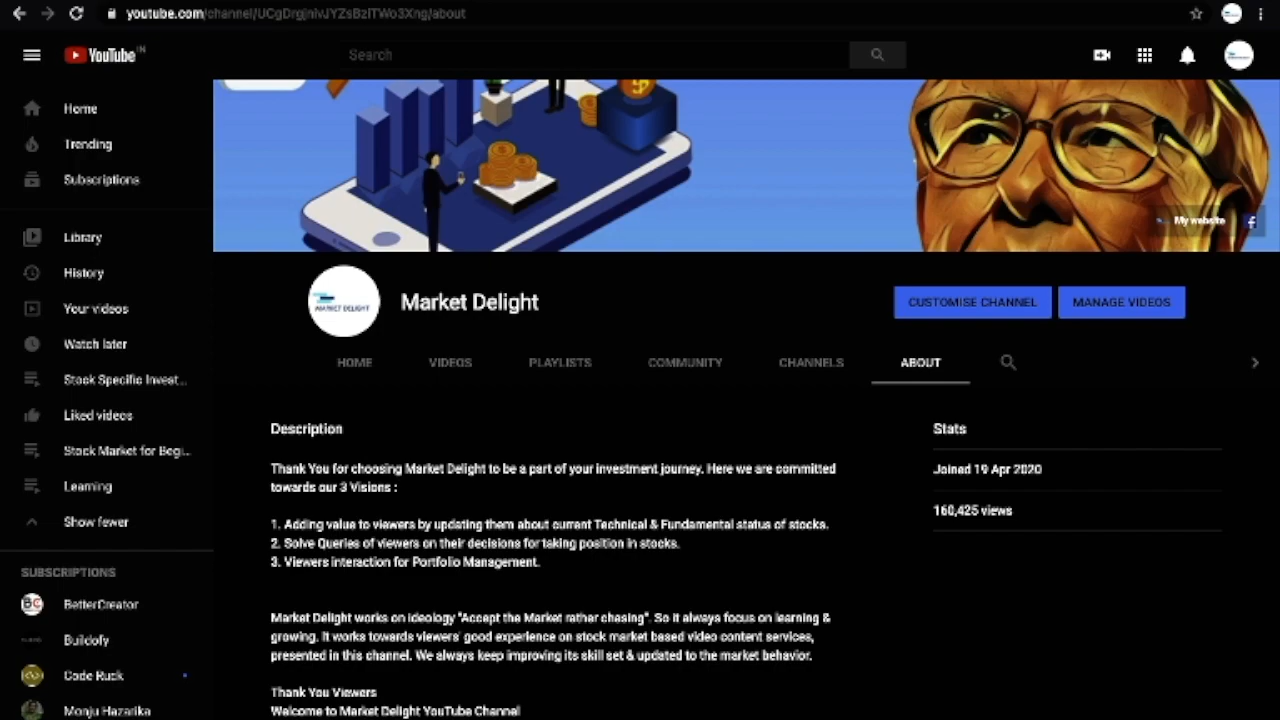 youtube.com/channel/UCgDrgjnivJYZsBzlTWo3Xng/about
YouTube IN
Search
Home
Trending
Subscriptions
Library
History
Your videos
Watch later
Stock Specific Invest...
Liked videos
Stock Market for Begi...
Learning
Show fewer
SUBSCRIPTIONS
BetterCreator
Buildofy
Code Ruck
Monju Hazarika
My website
MARKET DELIGHT
Market Delight
CUSTOMISE CHANNEL
MANAGE VIDEOS
HOME
VIDEOS
PLAYLISTS
COMMUNITY
CHANNELS
ABOUT
Description
Thank You for choosing Market Delight to be a part of your investment journey. Here we are committed
towards our 3 Visions :
1. Adding value to viewers by updating them about current Technical & Fundamental status of stocks.
2. Solve Queries of viewers on their decisions for taking position in stocks.
3. Viewers interaction for Portfolio Management.
Market Delight works on ideology "Accept the Market rather chasing". So it always focus on learning &
growing. It works towards viewers' good experience on stock market based video content services,
presented in this channel. We always keep improving its skill set & updated to the market behavior.
Thank You Viewers
Welcome to Market Delight YouTube Channel
Stats
Joined 19 Apr 2020
160,425 views